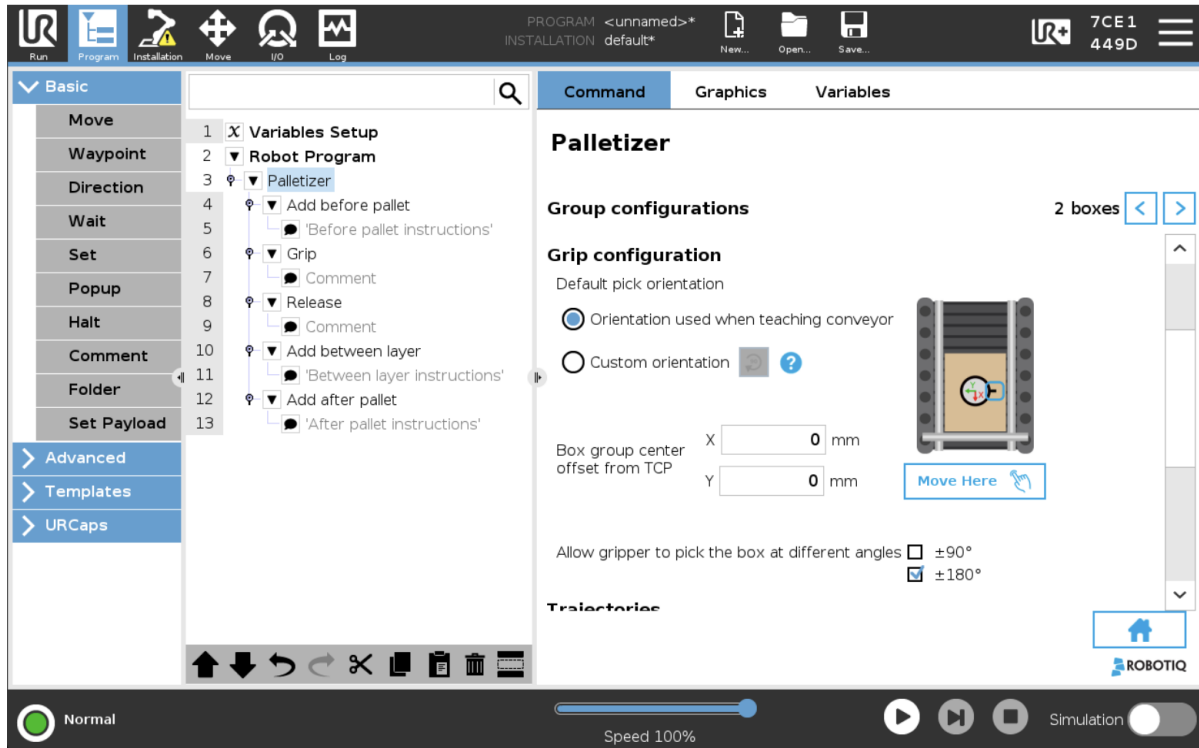 PROGRAM <unnamed>*
INSTALLATION default*
Run
Program
Installation
Move
I/O
Log
New...
Open...
Save...
UR+
7CE1
449D
Basic
Move
Waypoint
Direction
Wait
Set
Popup
Halt
Comment
Folder
Set Payload
Advanced
Templates
URCaps
1 X Variables Setup
2 Robot Program
3 Palletizer
4 Add before pallet
5 'Before pallet instructions'
6 Grip
7 Comment
8 Release
9 Comment
10 Add between layer
11 'Between layer instructions'
12 Add after pallet
13 'After pallet instructions'
Command Graphics Variables
Palletizer
Group configurations 2 boxes < >
Grip configuration
Default pick orientation
Orientation used when teaching conveyor
Custom orientation ?
Y X
Box group center
offset from TCP
X 0 mm
Y 0 mm
Move Here
Allow gripper to pick the box at different angles ±90°
±180°
Trajectories
ROBOTIQ
Normal
Speed 100%
Simulation